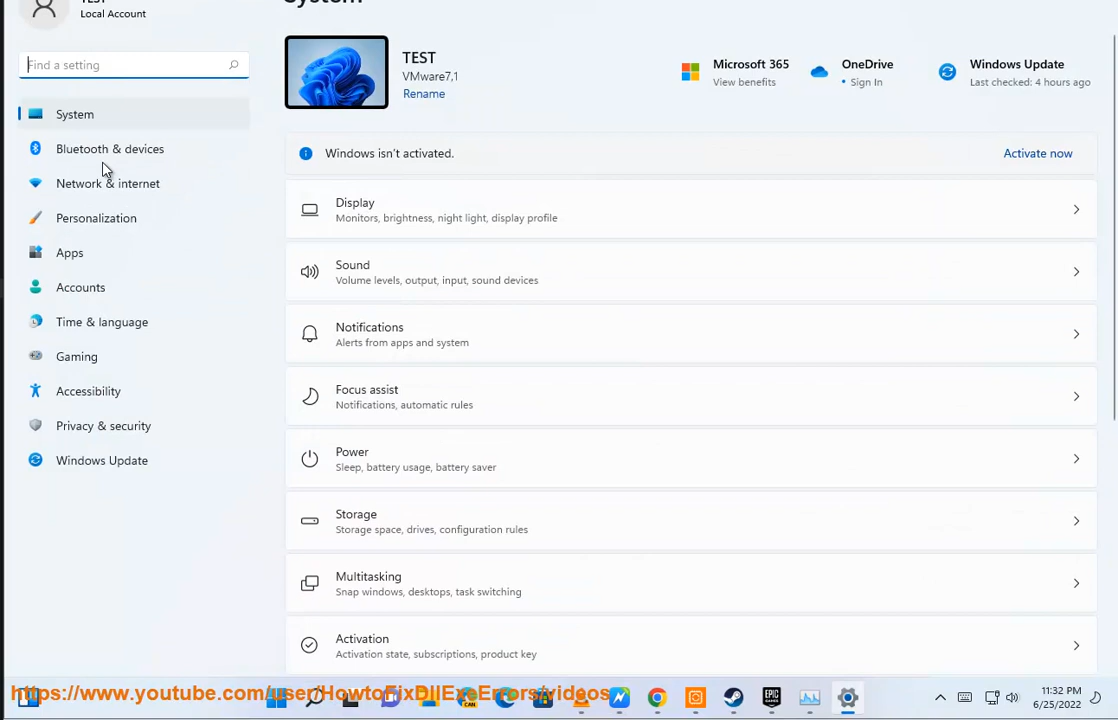 TEST
Local Account
System
Find a setting
TEST
VMware7,1
Rename
Microsoft 365
View benefits
OneDrive
• Sign In
Windows Update
Last checked: 4 hours ago
System
Bluetooth & devices
Network & internet
Personalization
Apps
Accounts
Time & language
Gaming
Accessibility
Privacy & security
Windows Update
Windows isn't activated.
Activate now
Display
Monitors, brightness, night light, display profile
Sound
Volume levels, output, input, sound devices
Notifications
Alerts from apps and system
Focus assist
Notifications, automatic rules
Power
Sleep, battery usage, battery saver
Storage
Storage space, drives, configuration rules
Multitasking
Snap windows, desktops, task switching
Activation
Activation state, subscriptions, product key
https://www.youtube.com/user/HowtoFixDllExeErrors/videos
CAN
EPIC
GAMES
11:32 PM
6/25/2022